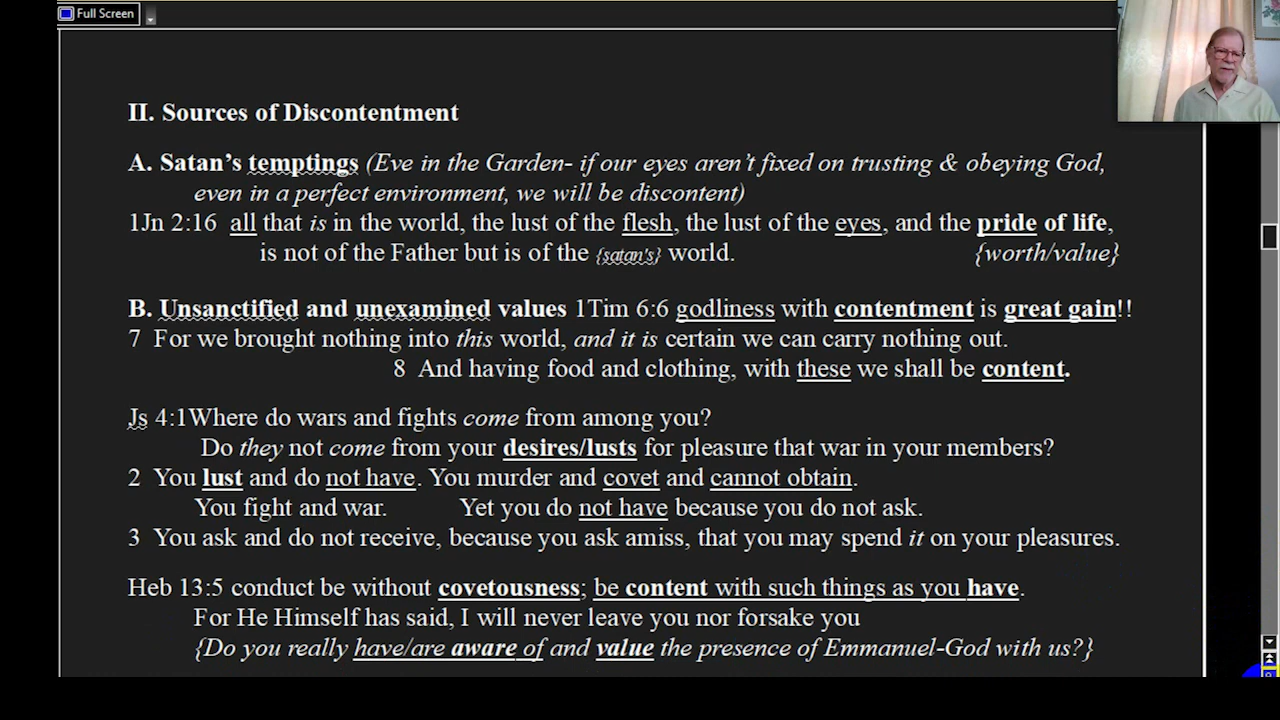 Full Screen
II. Sources of Discontentment
A. Satan's temptings (Eve in the Garden- if our eyes aren't fixed on trusting & obeying God,
even in a perfect environment, we will be discontent)
1Jn 2:16 all that is in the world, the lust of the flesh, the lust of the eyes, and the pride of life,
is not of the Father but is of the {satan's} world. {worth/value}
B. Unsanctified and unexamined values 1Tim 6:6 godliness with contentment is great gain!!
7 For we brought nothing into this world, and it is certain we can carry nothing out.
8 And having food and clothing, with these we shall be content.
Js 4:1Where do wars and fights come from among you?
Do they not come from your desires/lusts for pleasure that war in your members?
2 You lust and do not have. You murder and covet and cannot obtain.
You fight and war. Yet you do not have because you do not ask.
3 You ask and do not receive, because you ask amiss, that you may spend it on your pleasures.
Heb 13:5 conduct be without covetousness; be content with such things as you have.
For He Himself has said, I will never leave you nor forsake you
{Do you really have/are aware of and value the presence of Emmanuel-God with us?}